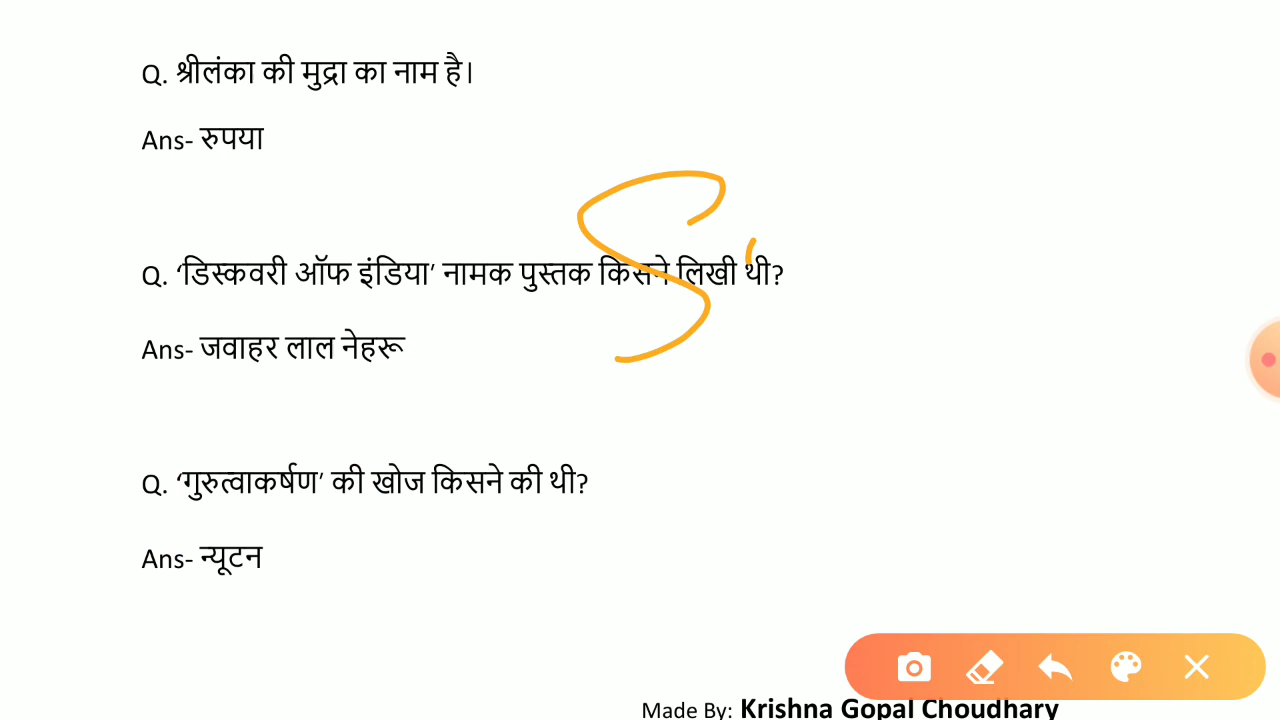 Q. श्रीलंका की मुद्रा का नाम है।
Ans- रुपया
Q. ‘डिस्कवरी ऑफ इंडिया’ नामक पुस्तक किसने लिखी थी?
Ans- जवाहर लाल नेहरू
Q. ‘गुरुत्वाकर्षण’ की खोज किसने की थी?
Ans- न्यूटन
Made By: Krishna Gopal Choudhary